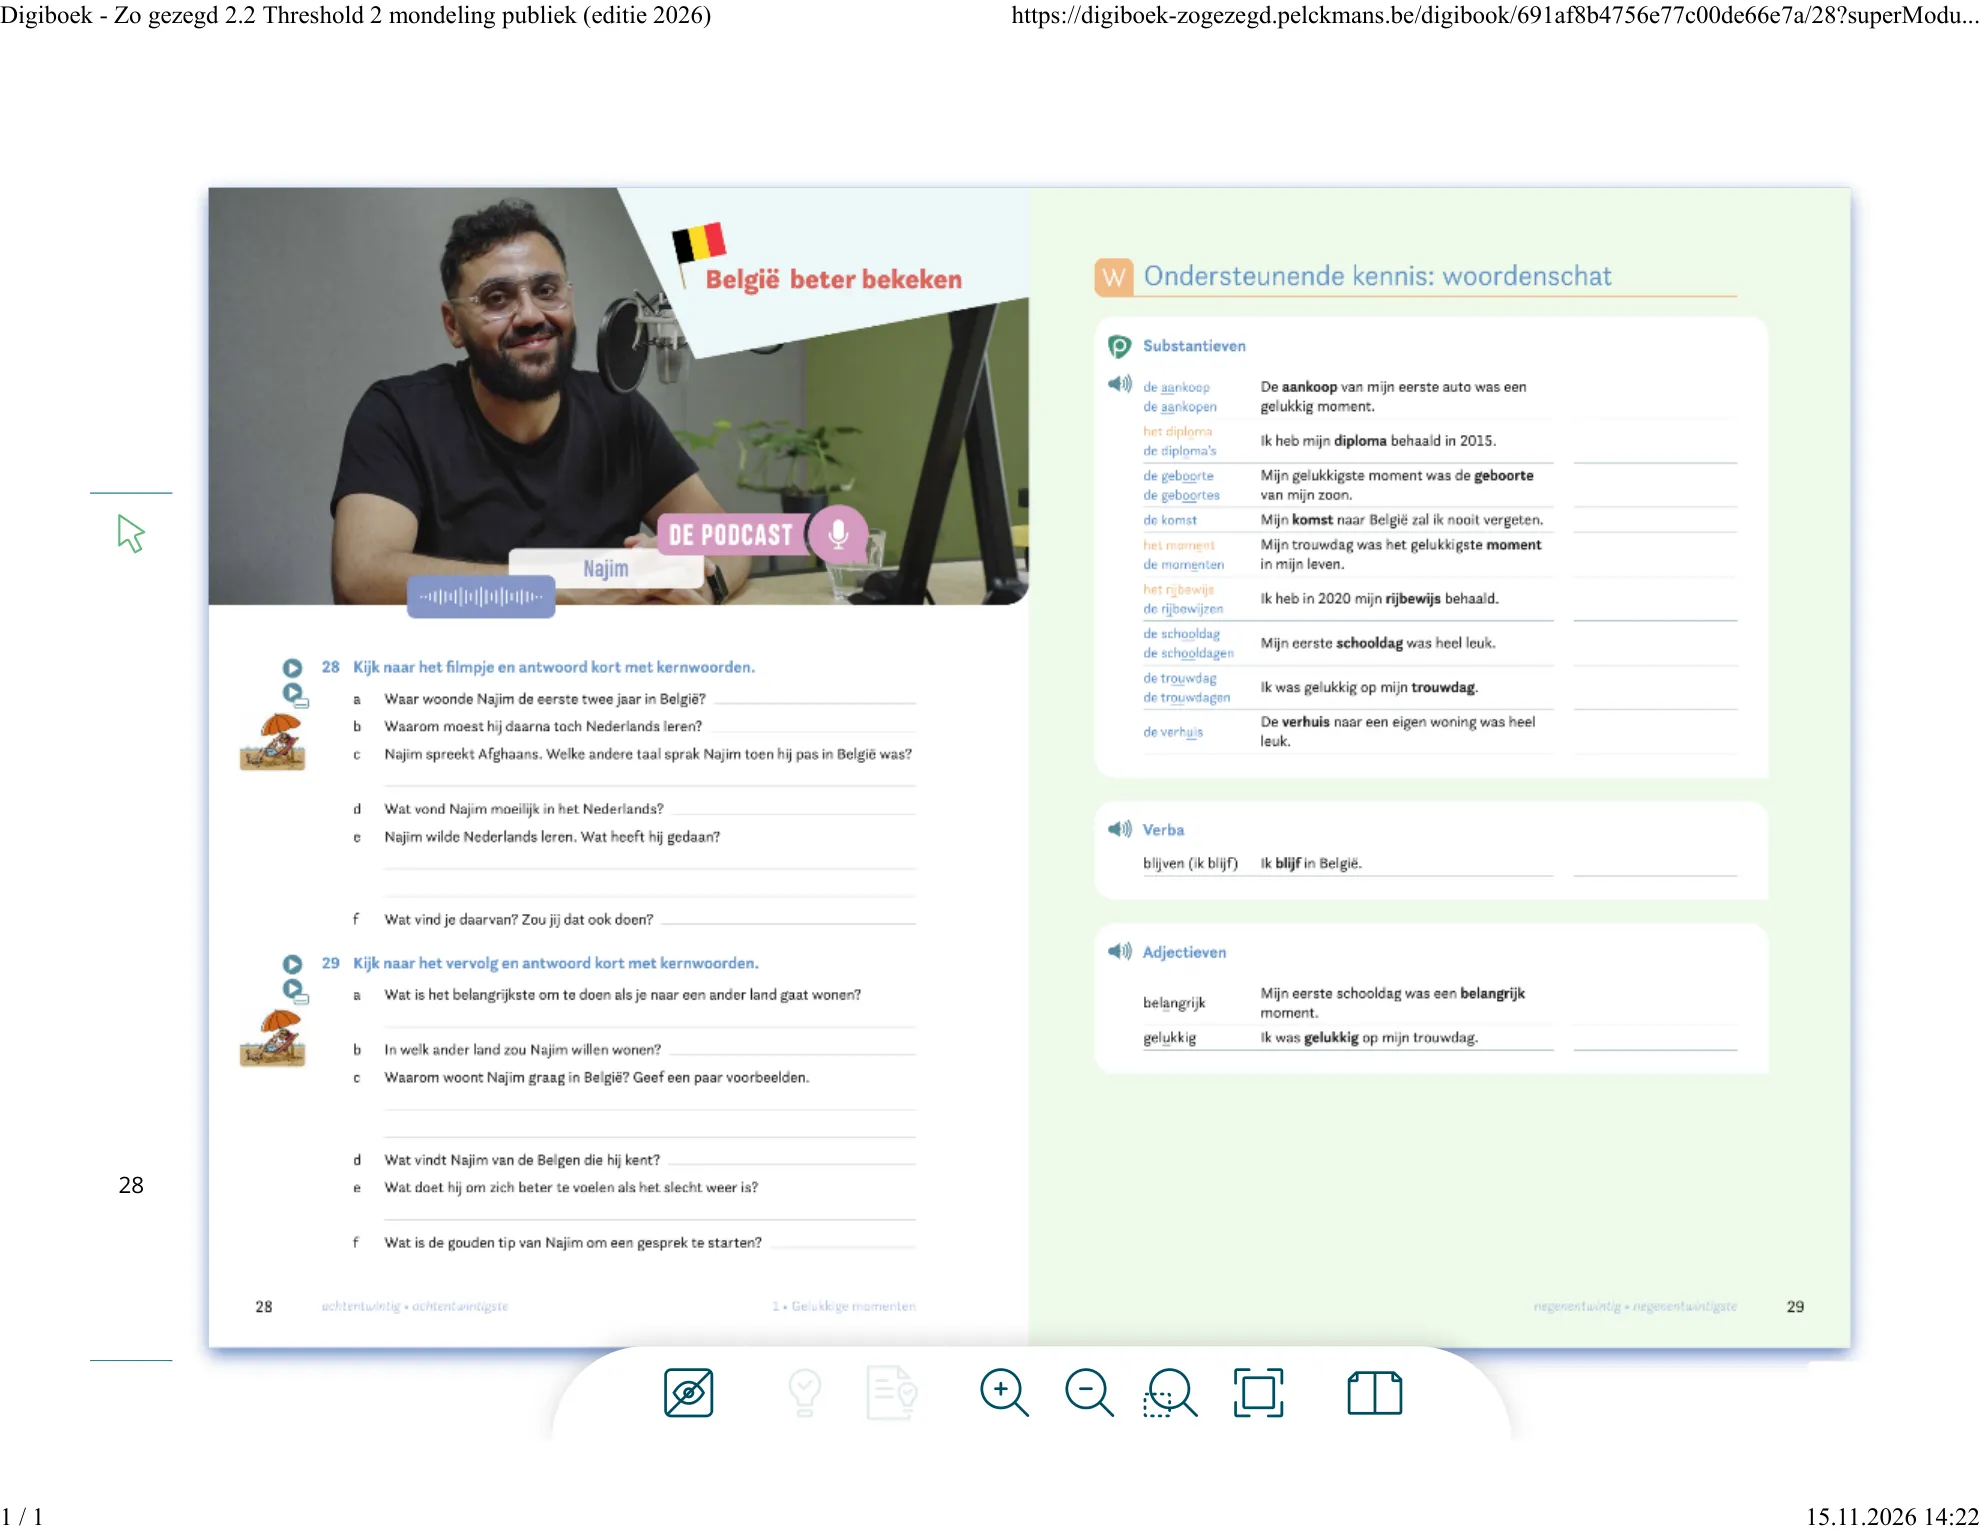 Digiboek - Zo gezegd 2.2 Threshold 2 mondeling publiek (editie 2026)
https://digiboek-zogezegd.pelckmans.be/digibook/691af8b4756e77c00de66e7a/28?superModu...
België beter bekeken
DE PODCAST
Najim
28 Kijk naar het filmpje en antwoord kort met kernwoorden.
a Waar woonde Najim de eerste twee jaar in België?
b Waarom moest hij daarna toch Nederlands leren?
c Najim spreekt Afghaans. Welke andere taal sprak Najim toen hij pas in België was?
d Wat vond Najim moeilijk in het Nederlands?
e Najim wilde Nederlands leren. Wat heeft hij gedaan?
f Wat vind je daarvan? Zou jij dat ook doen?
29 Kijk naar het vervolg en antwoord kort met kernwoorden.
a Wat is het belangrijkste om te doen als je naar een ander land gaat wonen?
b In welk ander land zou Najim willen wonen?
c Waarom woont Najim graag in België? Geef een paar voorbeelden.
d Wat vindt Najim van de Belgen die hij kent?
e Wat doet hij om zich beter te voelen als het slecht weer is?
f Wat is de gouden tip van Najim om een gesprek te starten?
28 achtentwintig • achtentwintigste 1 • Gelukkige momenten
W Ondersteunende kennis: woordenschat
Substantieven
de aankoop De aankoop van mijn eerste auto was een
de aankopen gelukkig moment.
het diploma
Ik heb mijn diploma behaald in 2015.
de diploma's
de geboorte Mijn gelukkigste moment was de geboorte
de geboortes van mijn zoon.
de komst Mijn komst naar België zal ik nooit vergeten.
het moment Mijn trouwdag was het gelukkigste moment
de momenten in mijn leven.
het rijbewijs
Ik heb in 2020 mijn rijbewijs behaald.
de rijbewijzen
de schooldag
Mijn eerste schooldag was heel leuk.
de schooldagen
de trouwdag
Ik was gelukkig op mijn trouwdag.
de trouwdagen
De verhuis naar een eigen woning was heel
de verhuis
leuk.
Verba
blijven (ik blijf) Ik blijf in België.
Adjectieven
Mijn eerste schooldag was een belangrijk
belangrijk
moment.
gelukkig Ik was gelukkig op mijn trouwdag.
negenentwintig • negenentwintigste 29
28
1 / 1
15.11.2026 14:22